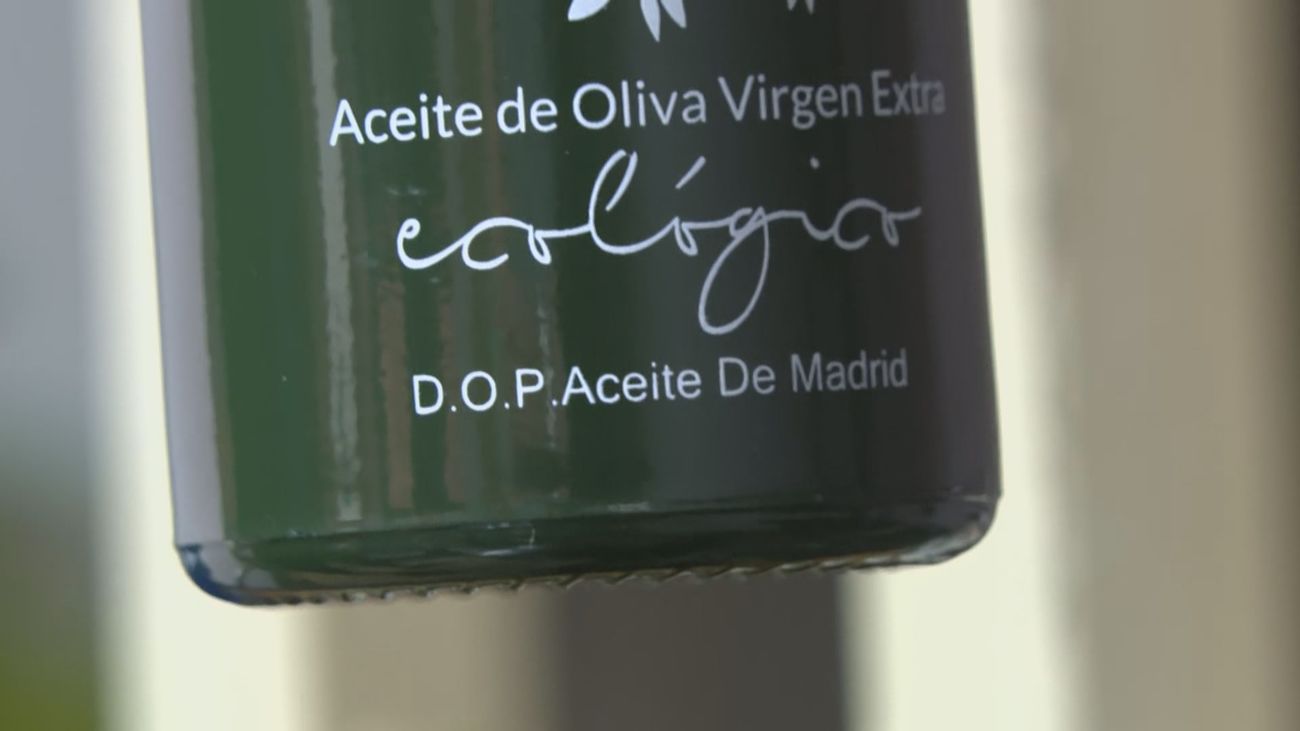 Aceite de Oliva Virgen Extra
ecológico
D.O.P.Aceite De Madrid